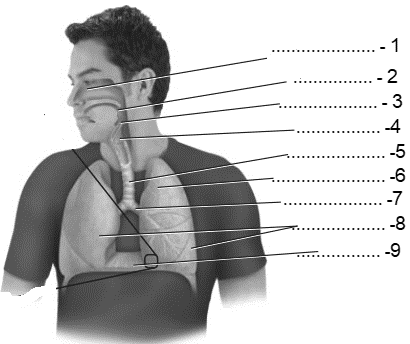 ..................... - 1
................ - 2
.................... - 3
................. -4
................... -5
................. -6
................. -7
.................. -8
................. -9